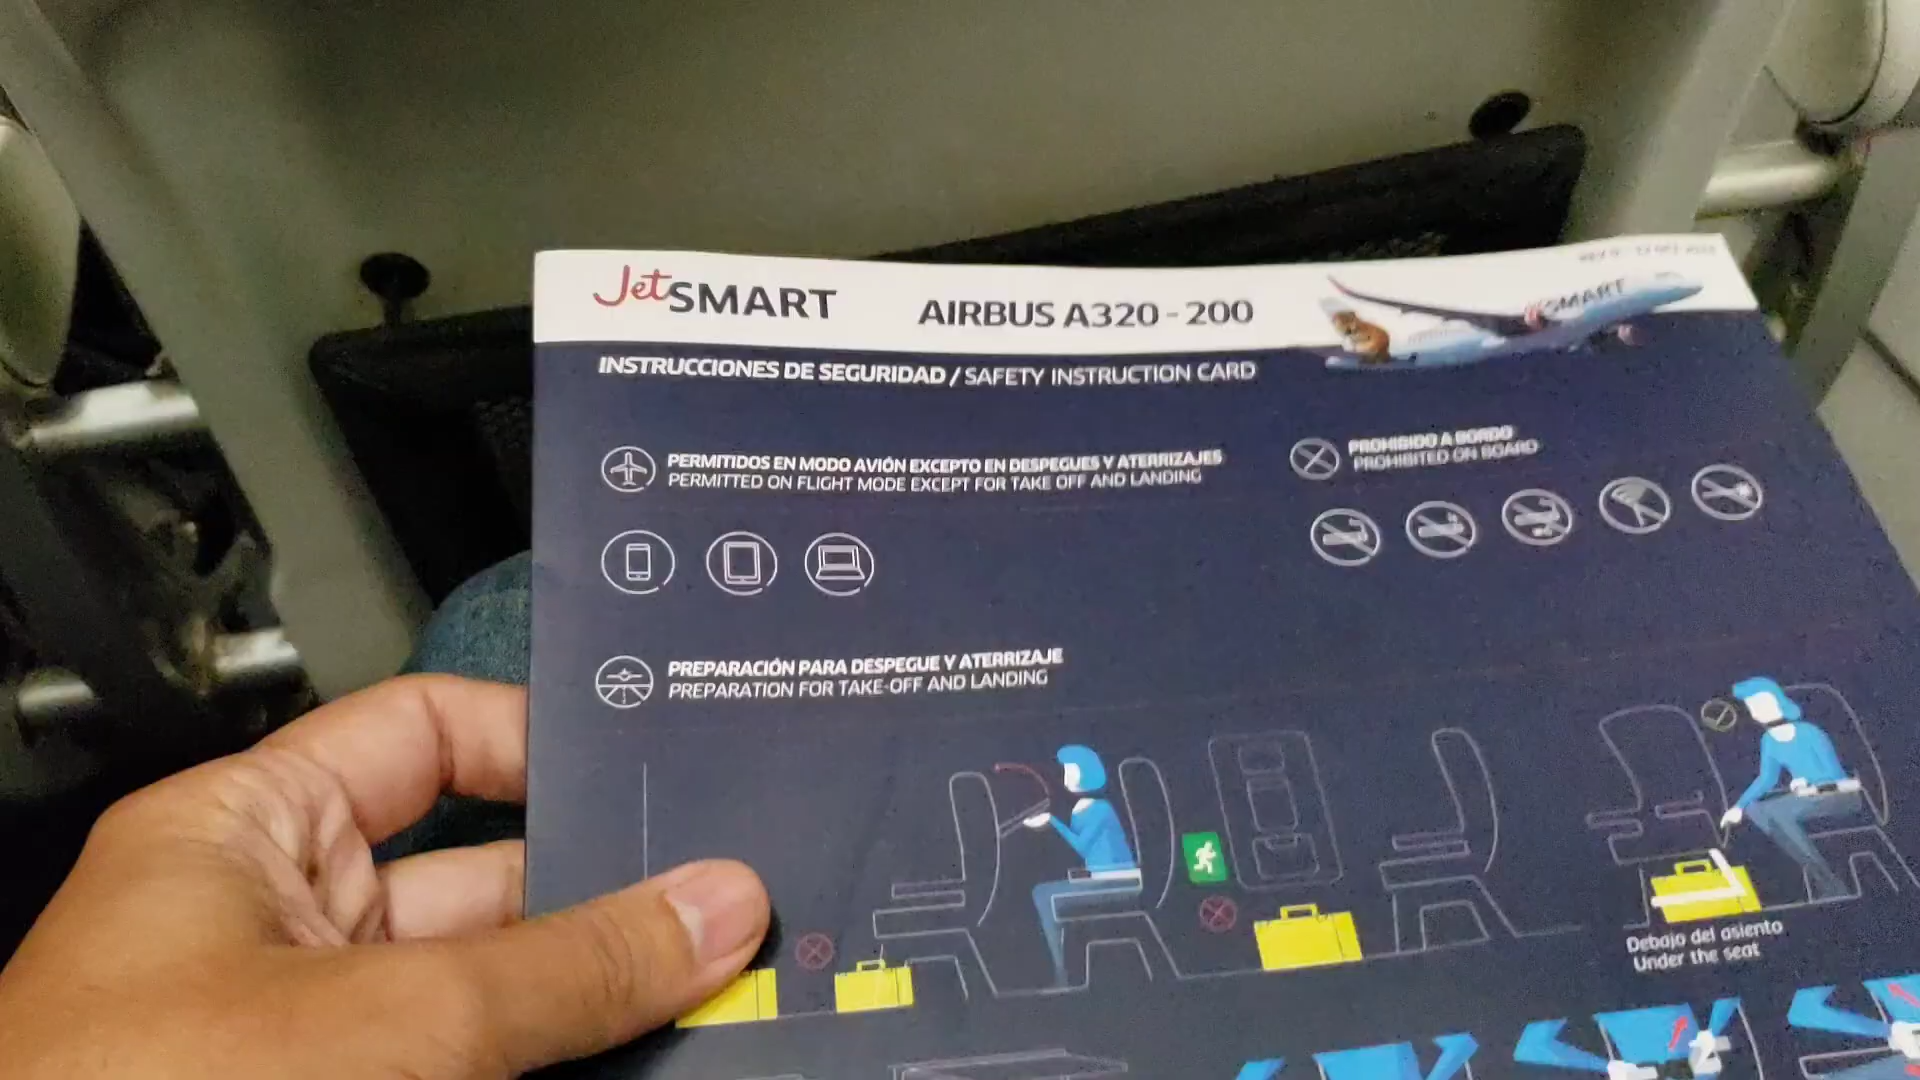 JetSMART
AIRBUS A320-200
SMART
INSTRUCCIONES DE SEGURIDAD / SAFETY INSTRUCTION CARD
PERMITIDOS EN MODO AVIÓN EXCEPTO EN DESPEGUES Y ATERRIZAJES
PERMITTED ON FLIGHT MODE EXCEPT FOR TAKE OFF AND LANDING
PROHIBIDO A BORDO
PROHIBITED ON BOARD
PREPARACIÓN PARA DESPEGUE Y ATERRIZAJE
PREPARATION FOR TAKE-OFF AND LANDING
Debajo del asiento
Under the seat